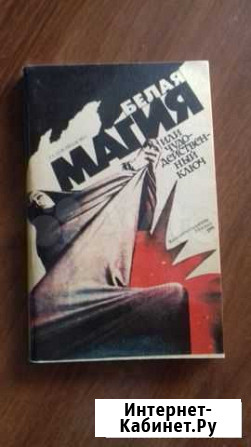 БЕЛАЯ
МАГИЯ
ИЛИ
ЧУДО-
ДЕЙСТВЕН-
НЫЙ
КЛЮЧ
Интернет-
Кабинет.Ру